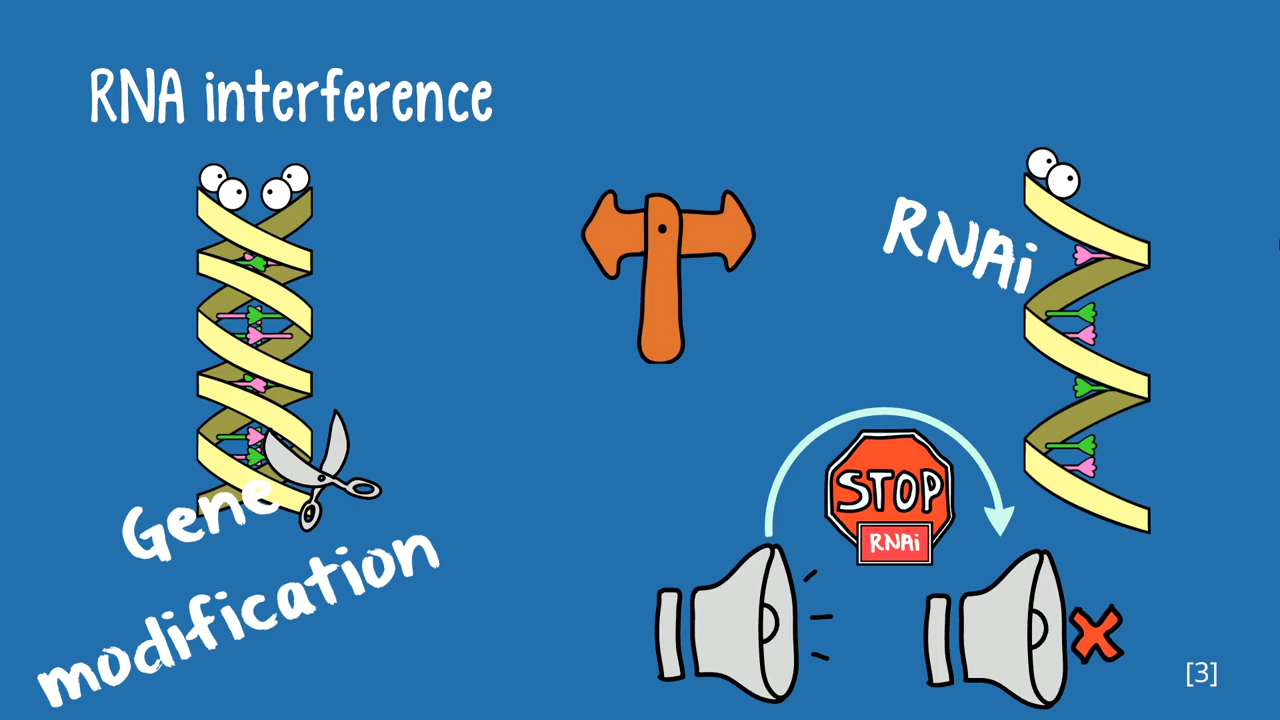 RNA interference
RNAi
Gene
modification
STOP
RNAi
[3]